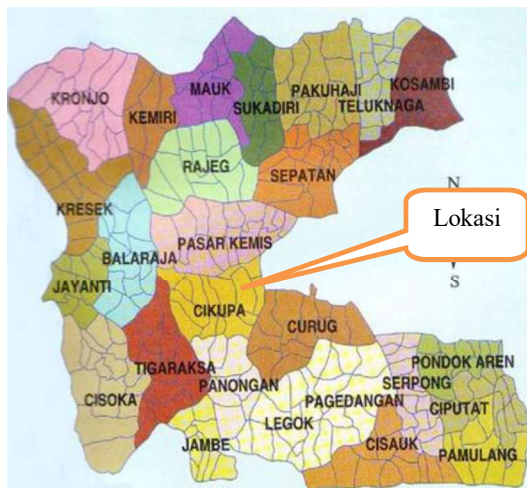 KRONJO
KEMIRI
MAUK
SUKADIRI
PAKUHAJI
TELUKNAGA
KOSAMBI
RAJEG
SEPATAN
KRESEK
BALARAJA
PASAR KEMIS
N
Lokasi
S
JAYANTI
CIKUPA
CURUG
TIGARAKSA
CISOKA
PANONGAN
LEGOK
PAGEDANGAN
SERPONG
PONDOK AREN
CIPUTAT
JAMBE
CISAUK
PAMULANG